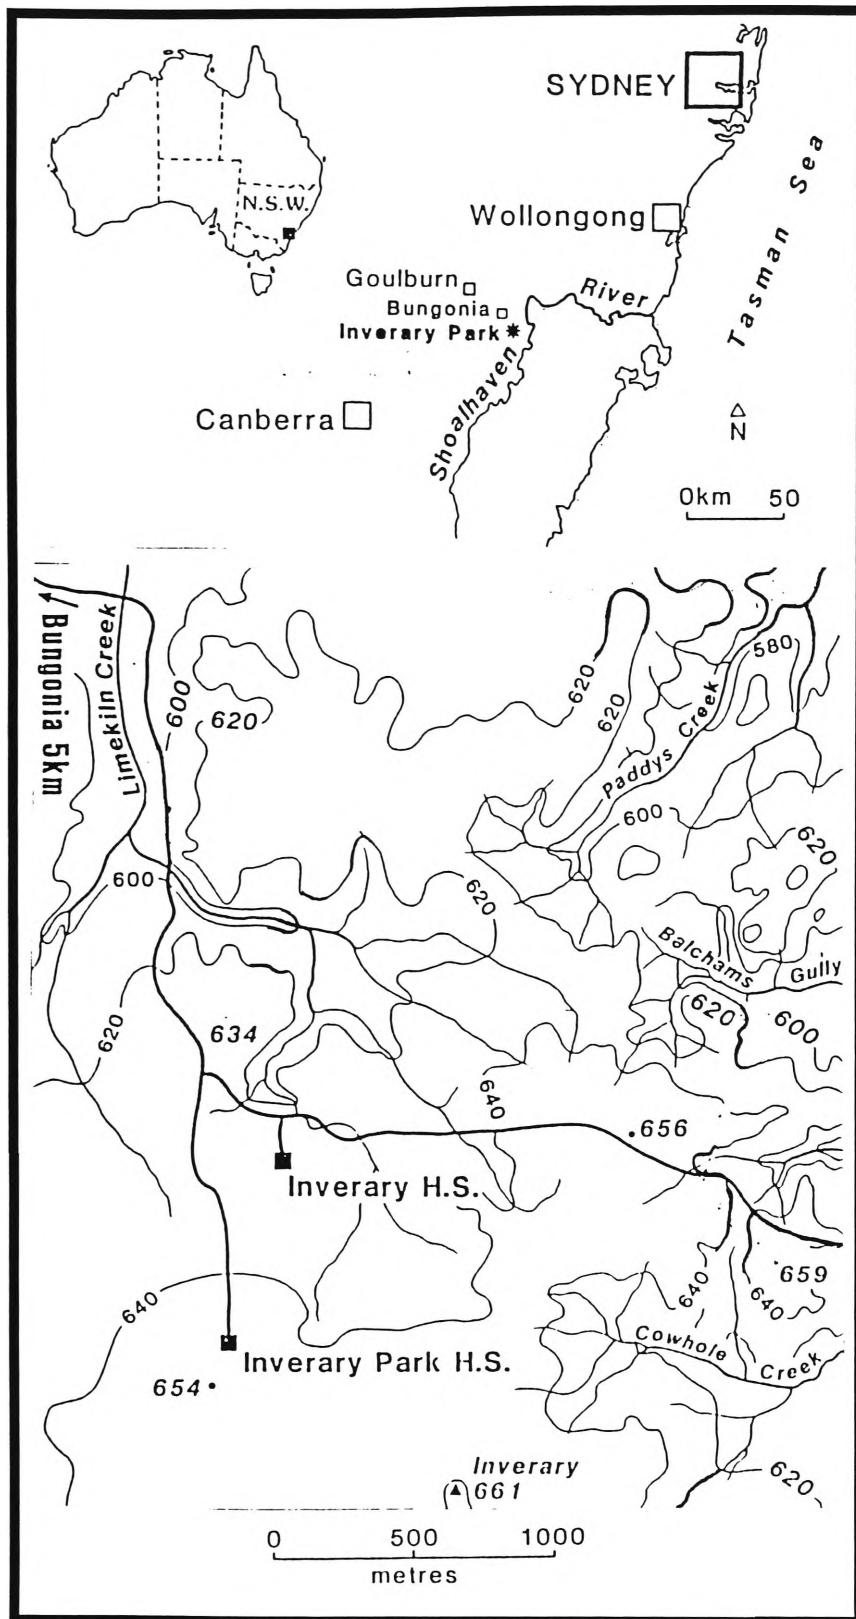 SYDNEY
N.S.W.
Wollongong
Tasman Sea
Goulburn
River
Bungonia
Inverary Park
Shoalhaven
Canberra
N
0km 50
Bungonia 5km
Limekiln Creek
600
620
620
620
580
Paddys Creek
600
620
600
620
Balchams
Gully
620
600
620
634
640
656
Inverary H.S.
659
640
640
640
Cowhole
Creek
Inverary Park H.S.
654
Inverary
661
620
0 500 1000
metres